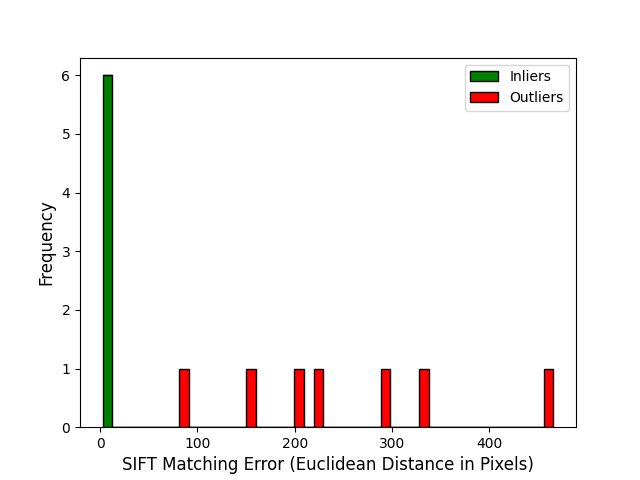 Inliers
Outliers
Frequency
6
5
4
3
2
1
0
0 100 200 300 400
SIFT Matching Error (Euclidean Distance in Pixels)